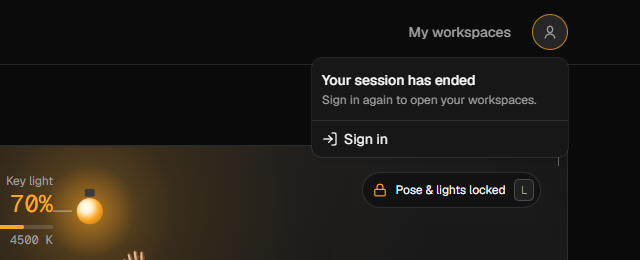 My workspaces
Your session has ended
Sign in again to open your workspaces.
Sign in
Key light
70%
4500 K
Pose & lights locked L